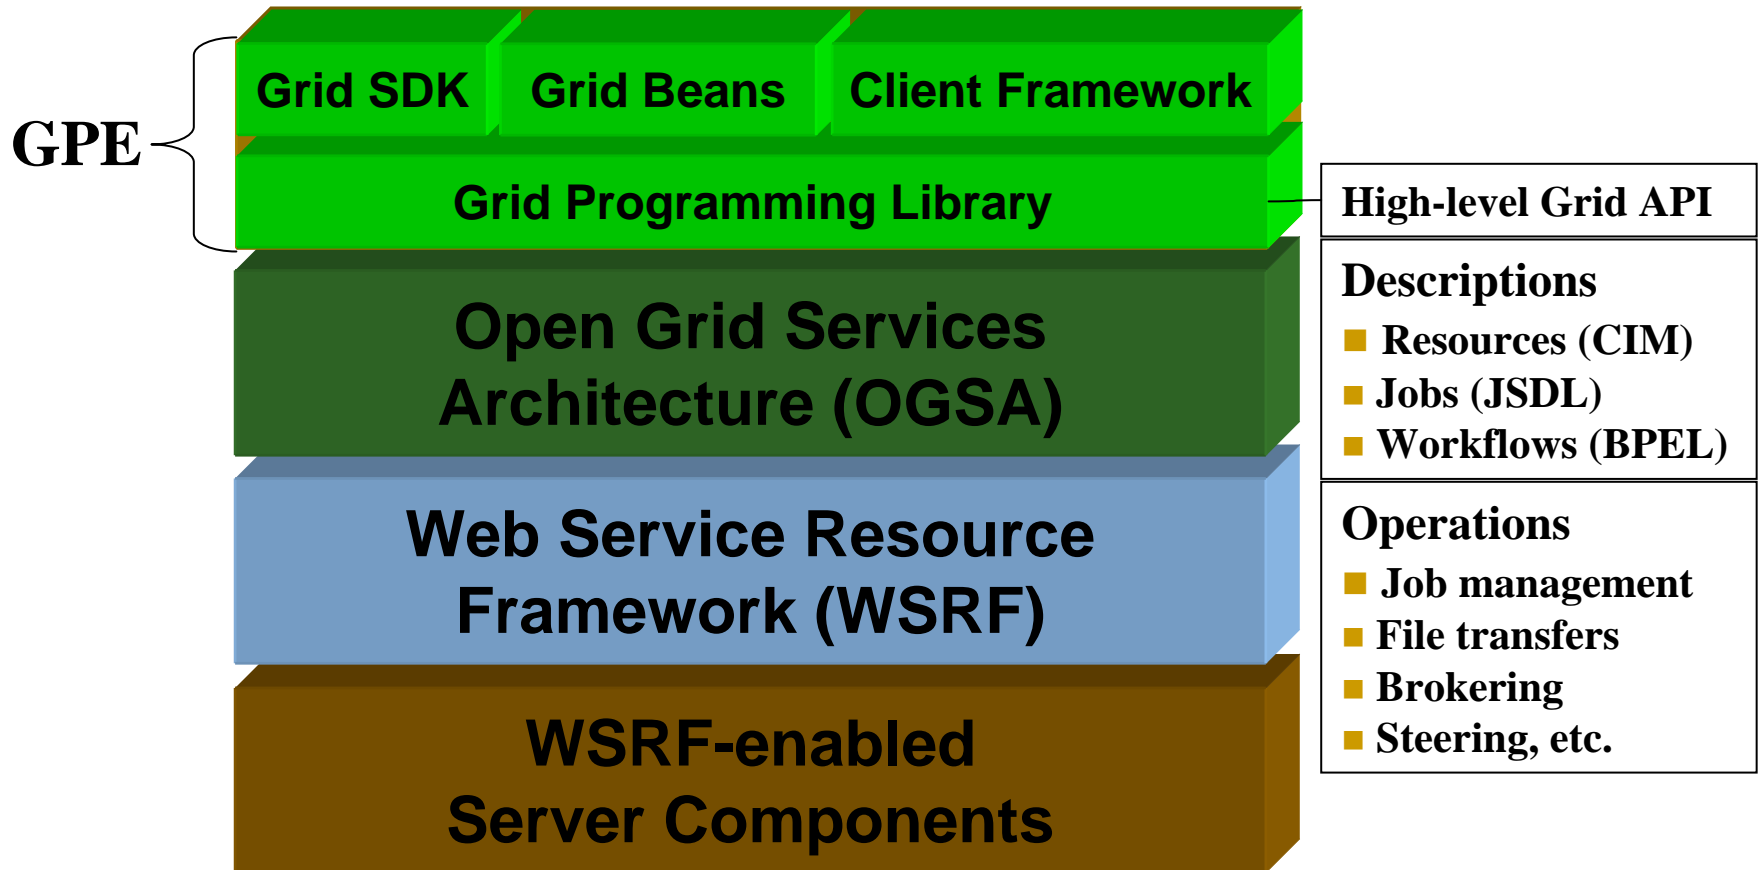 Grid SDK
Grid Beans
Client Framework
GPE
Grid Programming Library
High-level Grid API
Open Grid Services
Architecture (OGSA)
Descriptions
Resources (CIM)
Jobs (JSDL)
Workflows (BPEL)
Web Service Resource
Framework (WSRF)
Operations
Job management
File transfers
Brokering
Steering, etc.
WSRF-enabled
Server Components